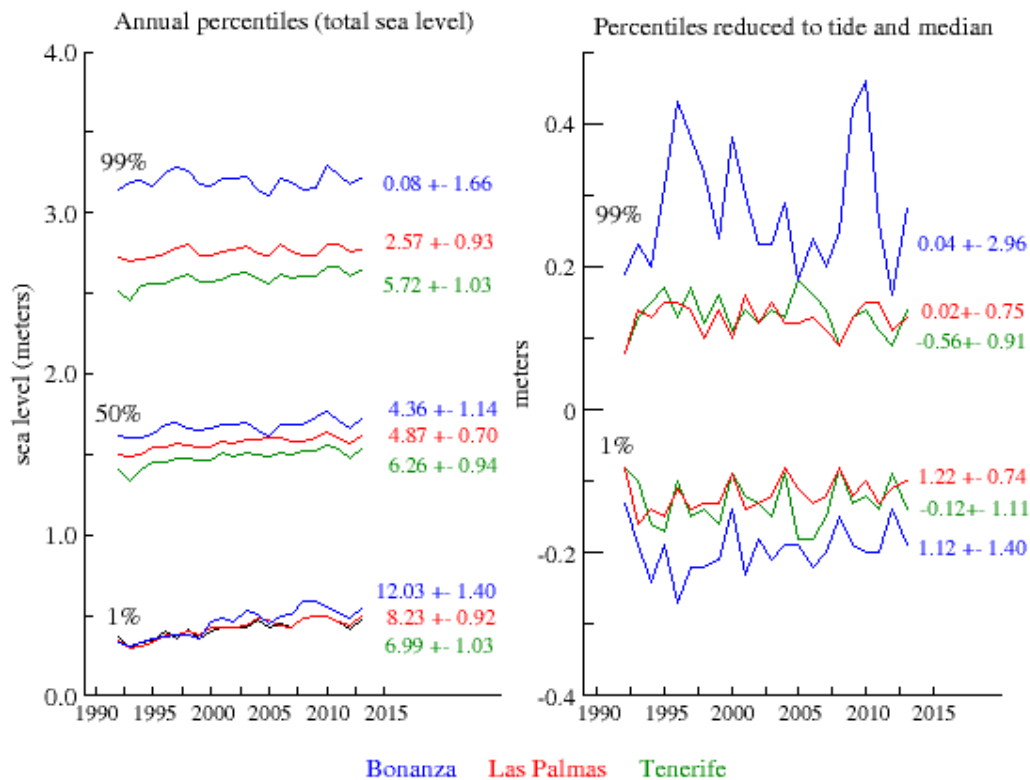 Annual percentiles (total sea level)
4.0
3.0
2.0
1.0
0.0
sea level (meters)
99%
0.08 +- 1.66
2.57 +- 0.93
5.72 +- 1.03
50%
4.36 +- 1.14
4.87 +- 0.70
6.26 +- 0.94
1%
12.03 +- 1.40
8.23 +- 0.92
6.99 +- 1.03
1990 1995 2000 2005 2010 2015
Percentiles reduced to tide and median
0.4
0.2
0
-0.2
-0.4
meters
99%
0.04 +- 2.96
0.02+- 0.75
-0.56+- 0.91
1%
1.22 +- 0.74
-0.12+- 1.11
1.12 +- 1.40
1990 1995 2000 2005 2010 2015
Bonanza Las Palmas Tenerife